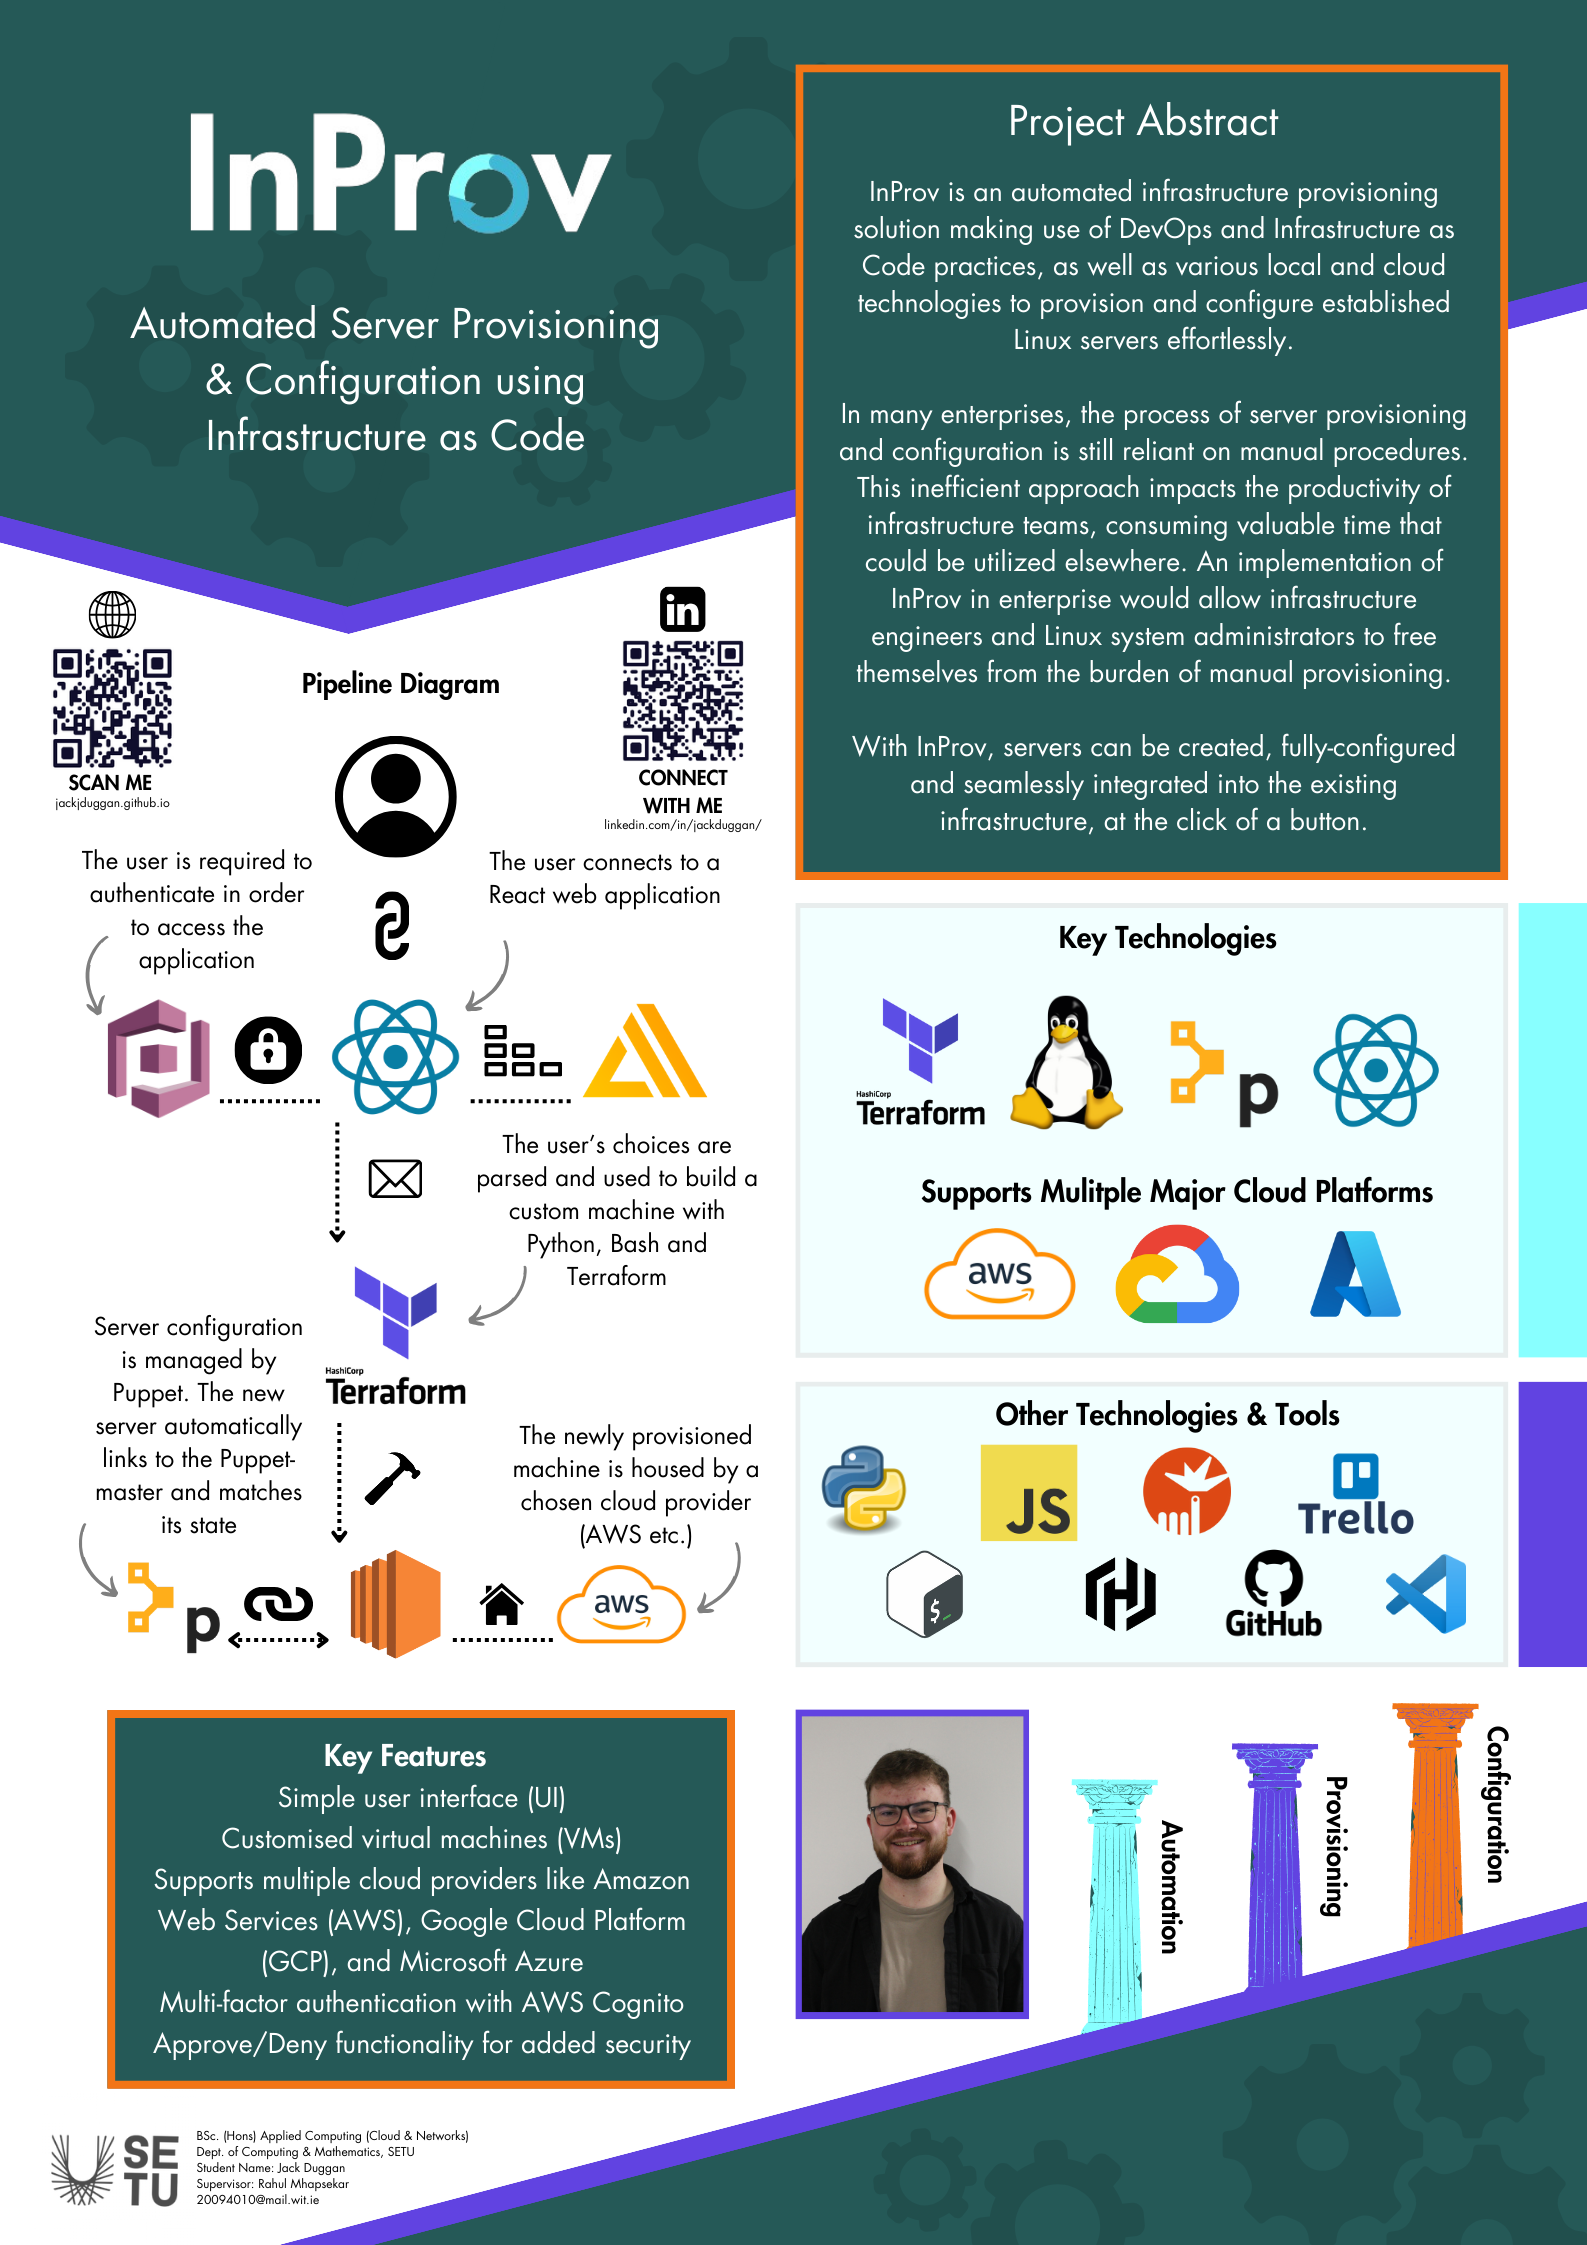 InProv
Automated Server Provisioning
& Configuration using
Infrastructure as Code
Project Abstract
InProv is an automated infrastructure provisioning
solution making use of DevOps and Infrastructure as
Code practices, as well as various local and cloud
technologies to provision and configure established
Linux servers effortlessly.
In many enterprises, the process of server provisioning
and configuration is still reliant on manual procedures.
This inefficient approach impacts the productivity of
infrastructure teams, consuming valuable time that
could be utilized elsewhere. An implementation of
InProv in enterprise would allow infrastructure
engineers and Linux system administrators to free
themselves from the burden of manual provisioning.
With InProv, servers can be created, fully-configured
and seamlessly integrated into the existing
infrastructure, at the click of a button.
SCAN ME
jackjduggan.github.io
Pipeline Diagram
in
CONNECT
WITH ME
linkedin.com/in/jackduggan/
The user is required to
authenticate in order
to access the
application
The user connects to a
React web application
The user's choices are
parsed and used to build a
custom machine with
Python, Bash and
Terraform
HashiCorp
Terraform
Server configuration
is managed by
Puppet. The new
server automatically
links to the Puppet-
master and matches
its state
The newly provisioned
machine is housed by a
chosen cloud provider
(AWS etc.)
p
aws
Key Technologies
HashiCorp
Terraform
p
Supports Mulitple Major Cloud Platforms
aws
Other Technologies & Tools
JS
Trello
$_
GitHub
Key Features
Simple user interface (UI)
Customised virtual machines (VMs)
Supports multiple cloud providers like Amazon
Web Services (AWS), Google Cloud Platform
(GCP), and Microsoft Azure
Multi-factor authentication with AWS Cognito
Approve/Deny functionality for added security
Automation
Provisioning
Configuration
SE
TU
BSc. (Hons) Applied Computing (Cloud & Networks)
Dept. of Computing & Mathematics, SETU
Student Name: Jack Duggan
Supervisor: Rahul Mhapsekar
20094010@mail.wit.ie